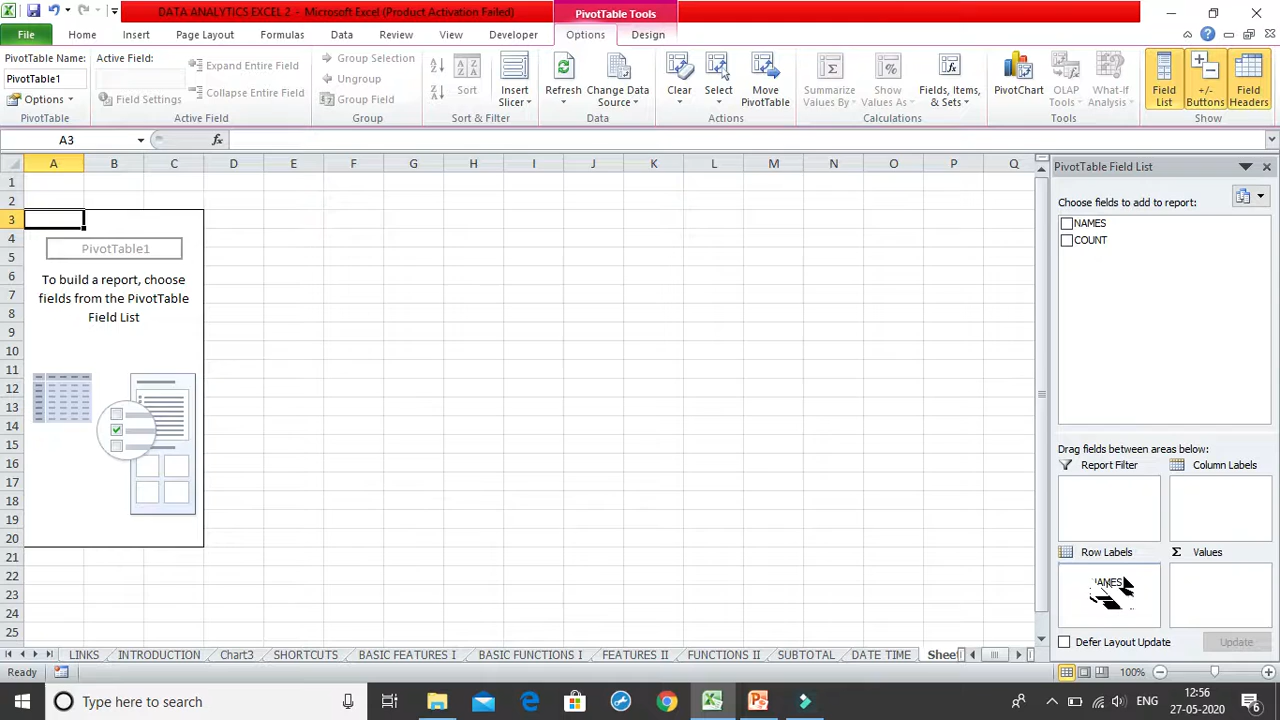 DATA ANALYTICS EXCEL 2 - Microsoft Excel (Product Activation Failed)
PivotTable Tools
File Home Insert Page Layout Formulas Data Review View Developer Options Design
PivotTable Name:
PivotTable1
Options
PivotTable
Active Field:
Field Settings
Expand Entire Field
Collapse Entire Field
Active Field
Group Selection
Ungroup
Group Field
Group
Sort
Insert
Slicer
Sort & Filter
Refresh
Change Data
Source
Data
Clear
Select
Move
PivotTable
Actions
Summarize
Values By
Show
Values As
Fields, Items,
& Sets
Calculations
PivotChart
OLAP
Tools
What-If
Analysis
Tools
Field
List
+/-
Buttons
Field
Headers
Show
A3
fx
A B C D E F G H I J K L M N O P Q
1
2
3
4
5
6
7
8
9
10
11
12
13
14
15
16
17
18
19
20
21
22
23
24
25
PivotTable1
To build a report, choose
fields from the PivotTable
Field List
PivotTable Field List
Choose fields to add to report:
NAMES
COUNT
Drag fields between areas below:
Report Filter
Column Labels
Row Labels
Σ Values
NAMES
Defer Layout Update
Update
LINKS INTRODUCTION Chart3 SHORTCUTS BASIC FEATURES I BASIC FUNCTIONS I FEATURES II FUNCTIONS II SUBTOTAL DATE TIME Sheet
Ready
100%
Type here to search
ENG
12:56
27-05-2020
6